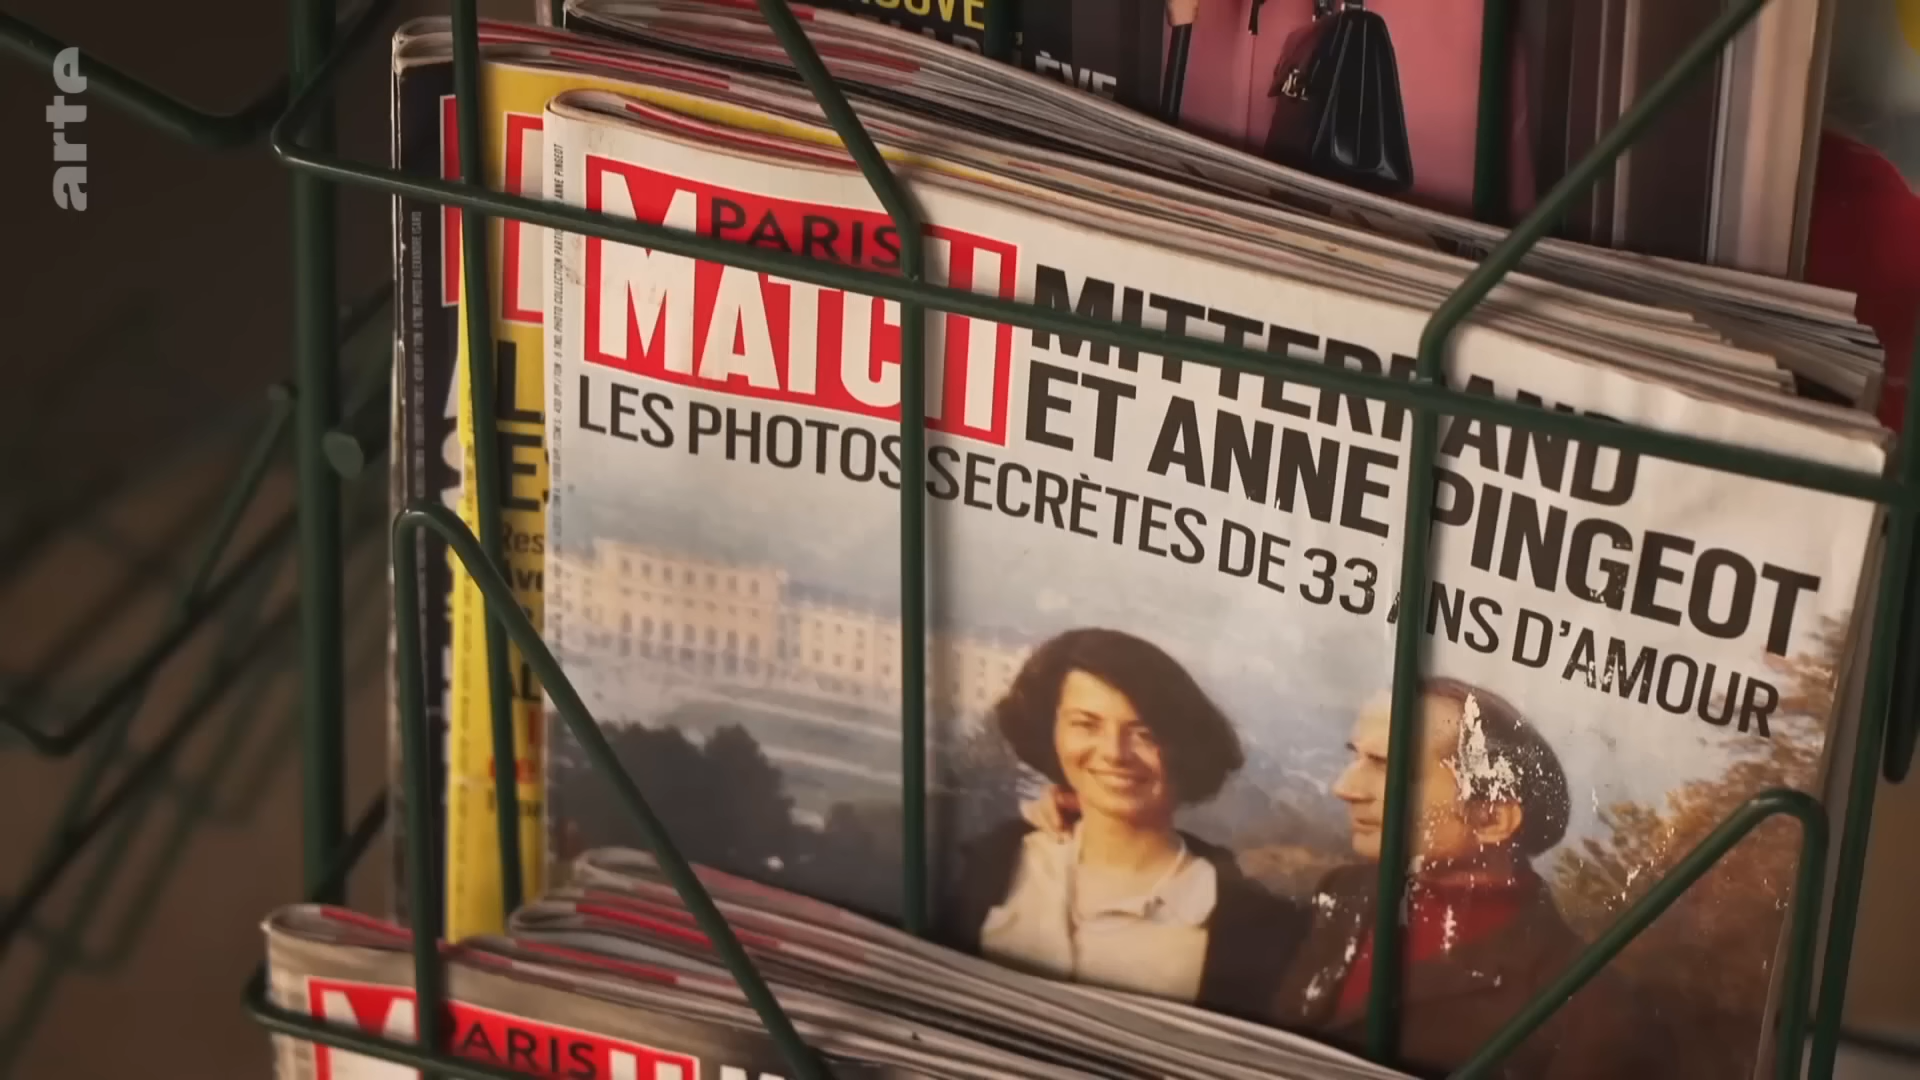 arte
PARIS
MATCH
MITTERRAND
ET ANNE PINGEOT
LES PHOTOS SECRÈTES DE 33 ANS D'AMOUR
PARIS